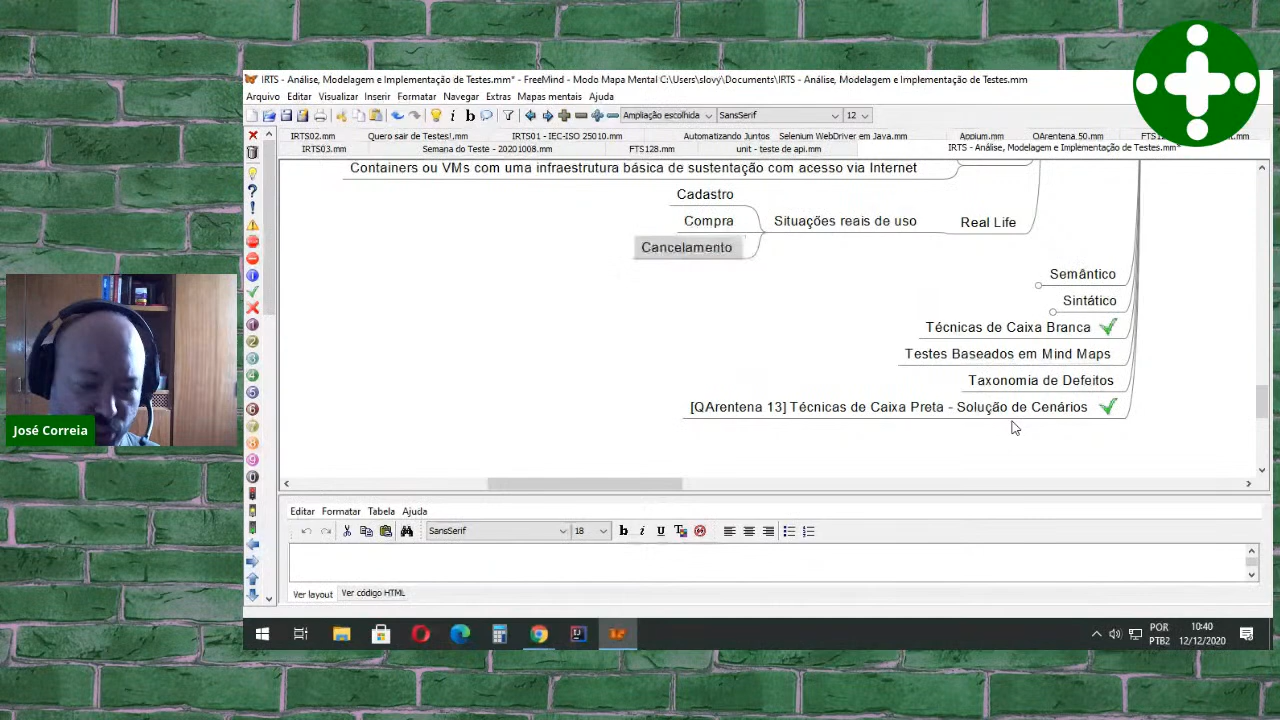 IRTS - Análise, Modelagem e Implementação de Testes.mm* - FreeMind - Modo Mapa Mental C:\Users\slovy\Documents\IRTS - Análise, Modelagem e Implementação de Testes.mm)
Arquivo Editar Visualizar Inserir Formatar Navegar Extras Mapas mentais Ajuda
Ampliação escolhida SansSerif 12
IRTS02.mm Quero sair de Testes!.mm IRTS01 - IEC-ISO 25010.mm Automatizando Juntos Selenium WebDriver em Java.mm Appium.mm QArentena 50.mm
IRTS03.mm Semana do Teste - 20201008.mm FTS128.mm unit - teste de api.mm IRTS - Análise, Modelagem e Implementação de Testes.mm*
Containers ou VMs com uma infraestrutura básica de sustentação com acesso via Internet
Cadastro
Compra Situações reais de uso Real Life
Cancelamento
Semântico
Sintático
Técnicas de Caixa Branca
Testes Baseados em Mind Maps
Taxonomia de Defeitos
[QArentena 13] Técnicas de Caixa Preta - Solução de Cenários
José Correia
Editar Formatar Tabela Ajuda
SansSerif 18
Ver layout Ver código HTML
POR 10:40
PTB2 12/12/2020